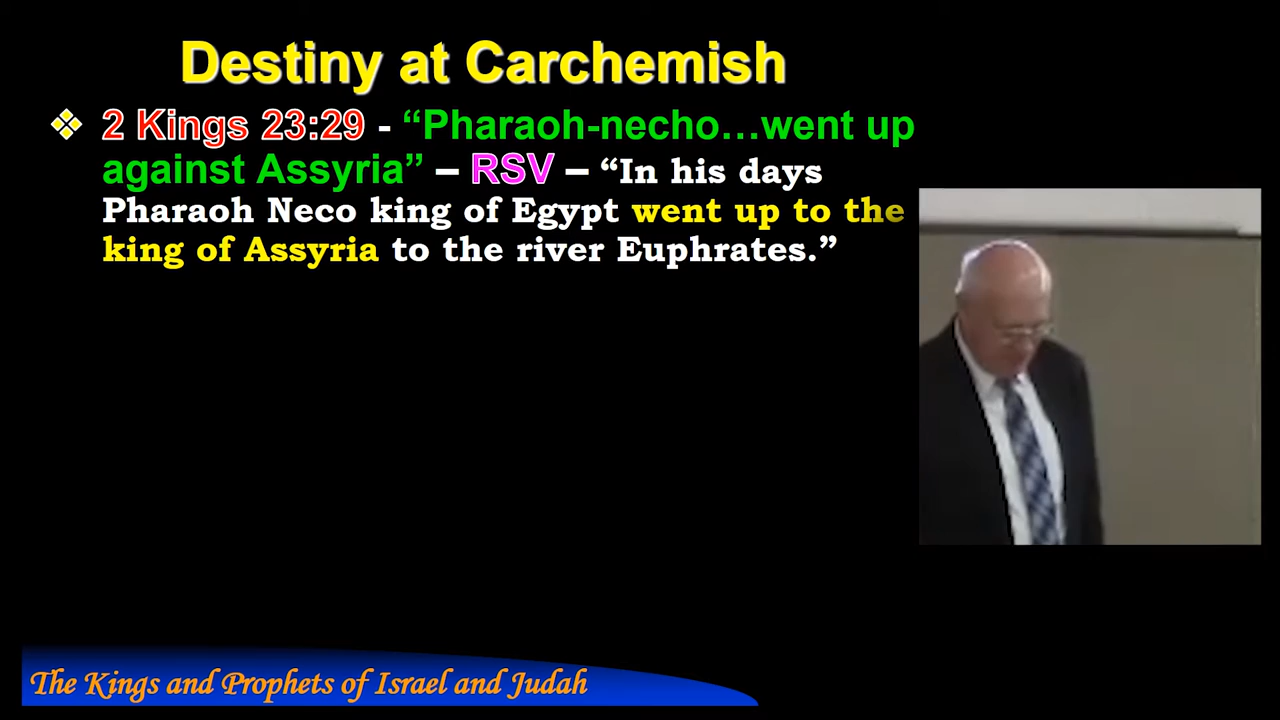 Destiny at Carchemish
2 Kings 23:29 - “Pharaoh-necho…went up
against Assyria” – RSV – “In his days
Pharaoh Neco king of Egypt went up to the
king of Assyria to the river Euphrates.”
The Kings and Prophets of Israel and Judah